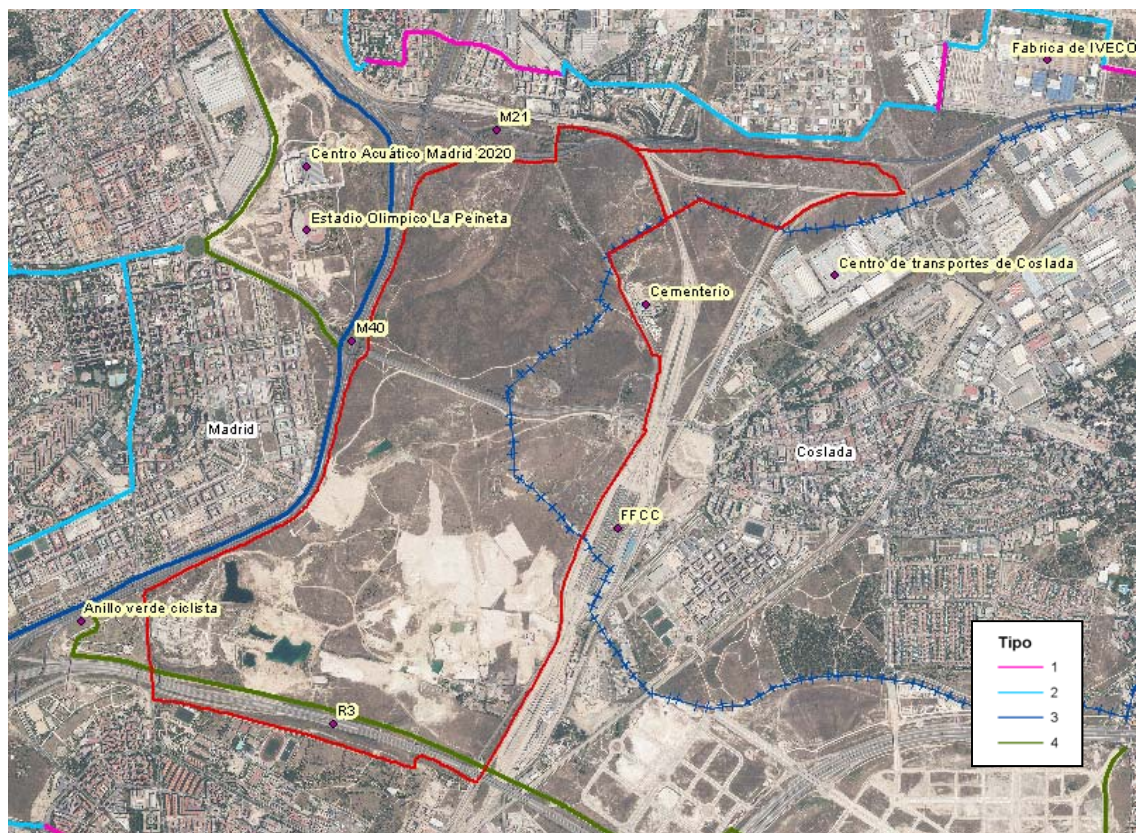 Fabrica de IVECO
M21
Centro Acuático Madrid 2020
Estadio Olimpico La Peineta
Centro de transportes de Coslada
Cementerio
M40
Madrid
Coslada
FFCC
Anillo verde ciclista
R3
Tipo
1
2
3
4